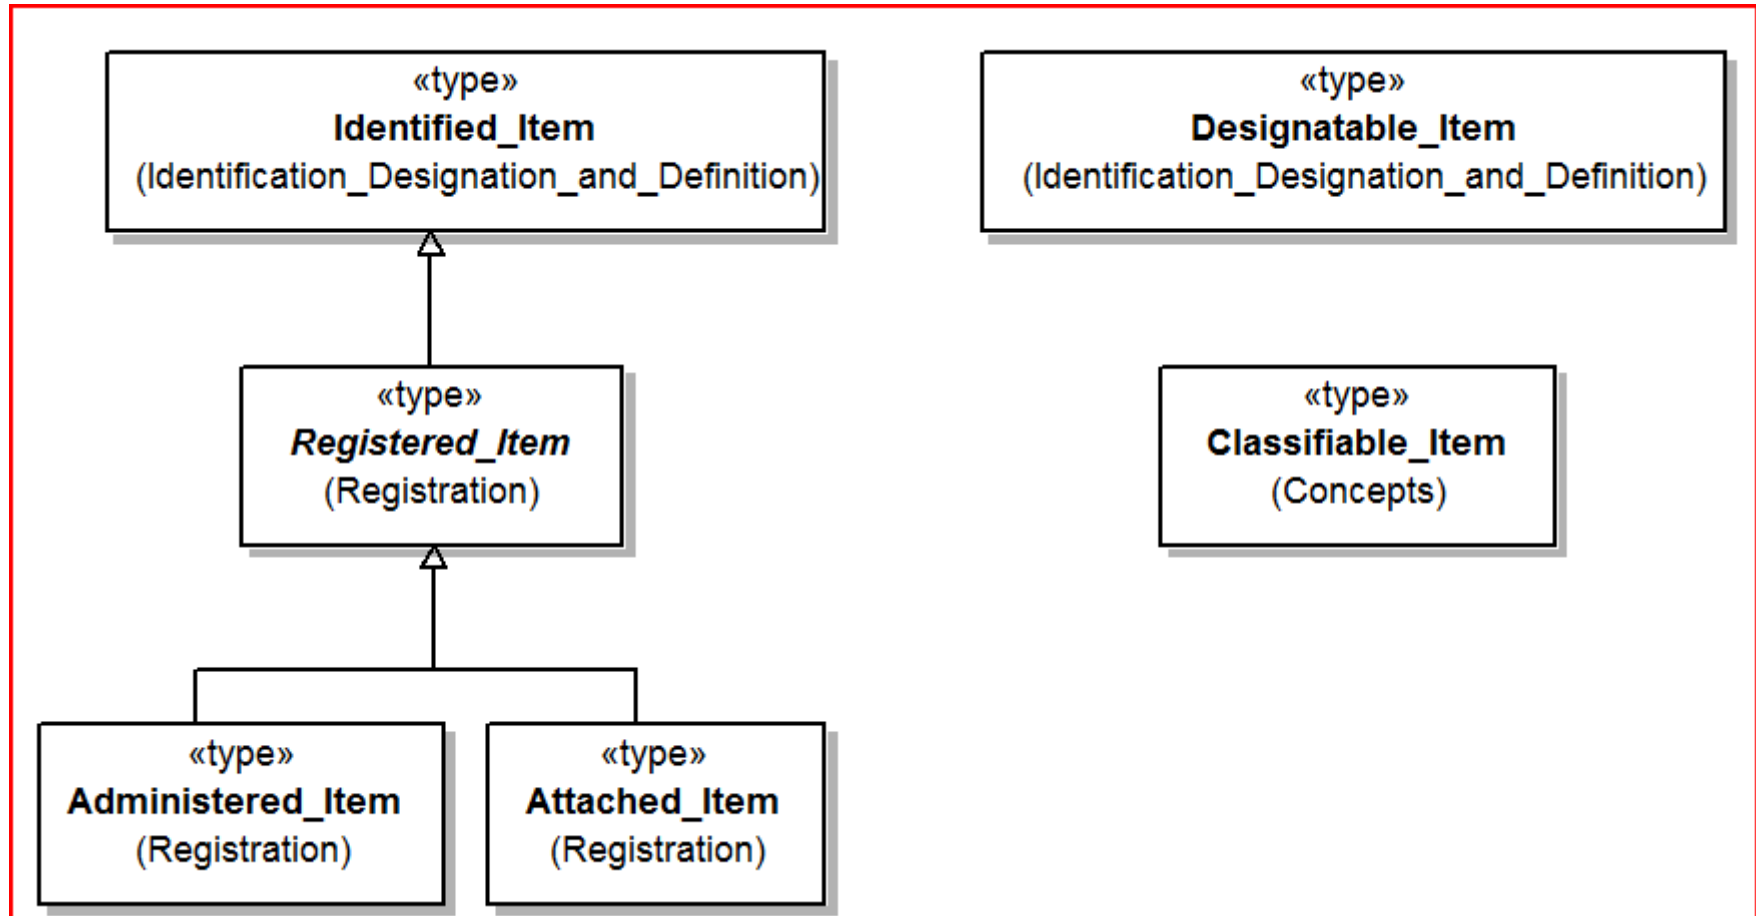 «type»
Identified_Item
(Identification_Designation_and_Definition)
«type»
Designatable_Item
(Identification_Designation_and_Definition)
«type»
Registered_Item
(Registration)
«type»
Classifiable_Item
(Concepts)
«type»
Administered_Item
(Registration)
«type»
Attached_Item
(Registration)